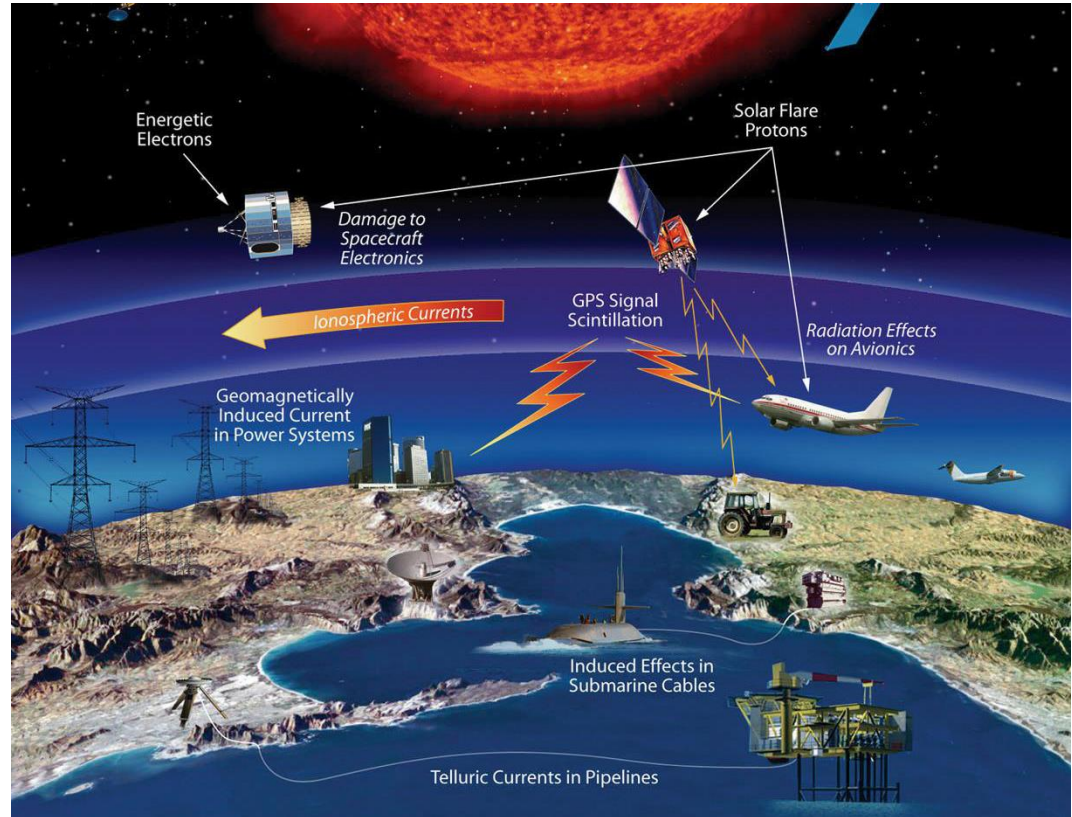 Energetic
Electrons
Solar Flare
Protons
Damage to
Spacecraft
Electronics
Ionospheric Currents
GPS Signal
Scintillation
Radiation Effects
on Avionics
Geomagnetically
Induced Current
in Power Systems
Induced Effects in
Submarine Cables
Telluric Currents in Pipelines